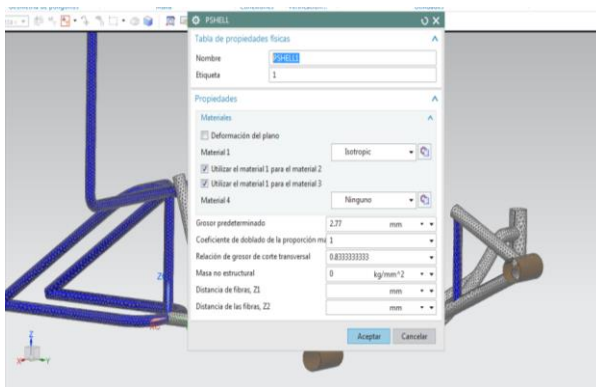 PSHELL
Tabla de propiedades físicas
Nombre PSHELL1
Etiqueta 1
Propiedades
Materiales
Deformación del plano
Material 1 Isotropic
Utilizar el material 1 para el material 2
Utilizar el material 1 para el material 3
Material 4 Ninguno
Grosor predeterminado 2.77 mm
Coeficiente de doblado de la proporción mu 1
Relación de grosor de corte transversal 0.8333333333
Masa no estructural 0 kg/mm^2
Distancia de fibras, Z1 mm
Distancia de las fibras, Z2 mm
Aceptar Cancelar
Z
X Y